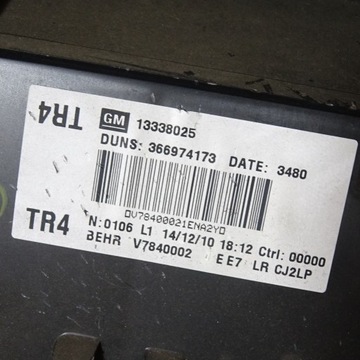 TR4
GM 13338025
DUNS: 366974173 DATE: 3480
V78400021ENA2Y0
TR4
N:0106 L1 14/12/10 18:12 Ctrl: 00000
BEHR V7840002 EE7 LR CJ2LP